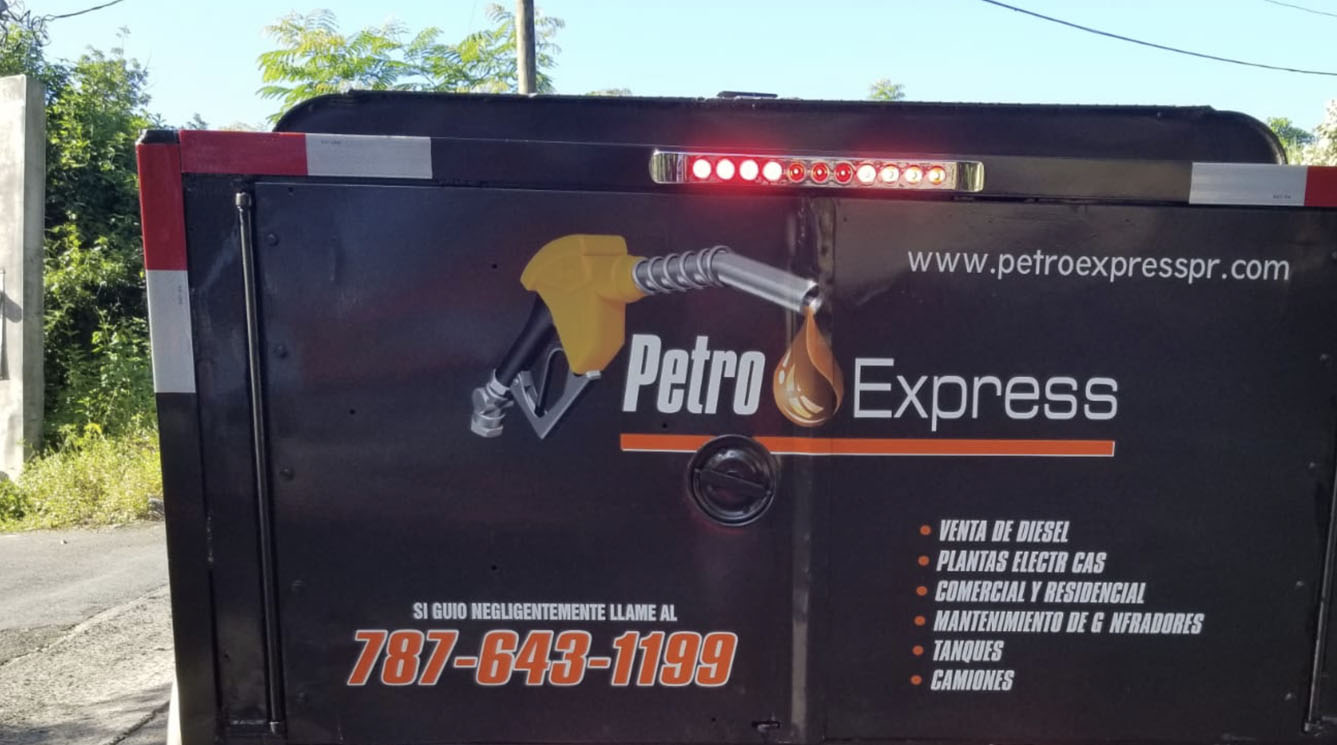 www.petroexpresspr.com
Petro Express
VENTA DE DIESEL
PLANTAS ELECTR CAS
COMERCIAL Y RESIDENCIAL
MANTENIMIENTO DE G NFRADORES
TANQUES
CAMIONES
SI GUIO NEGLIGENTEMENTE LLAME AL
787-643-1199